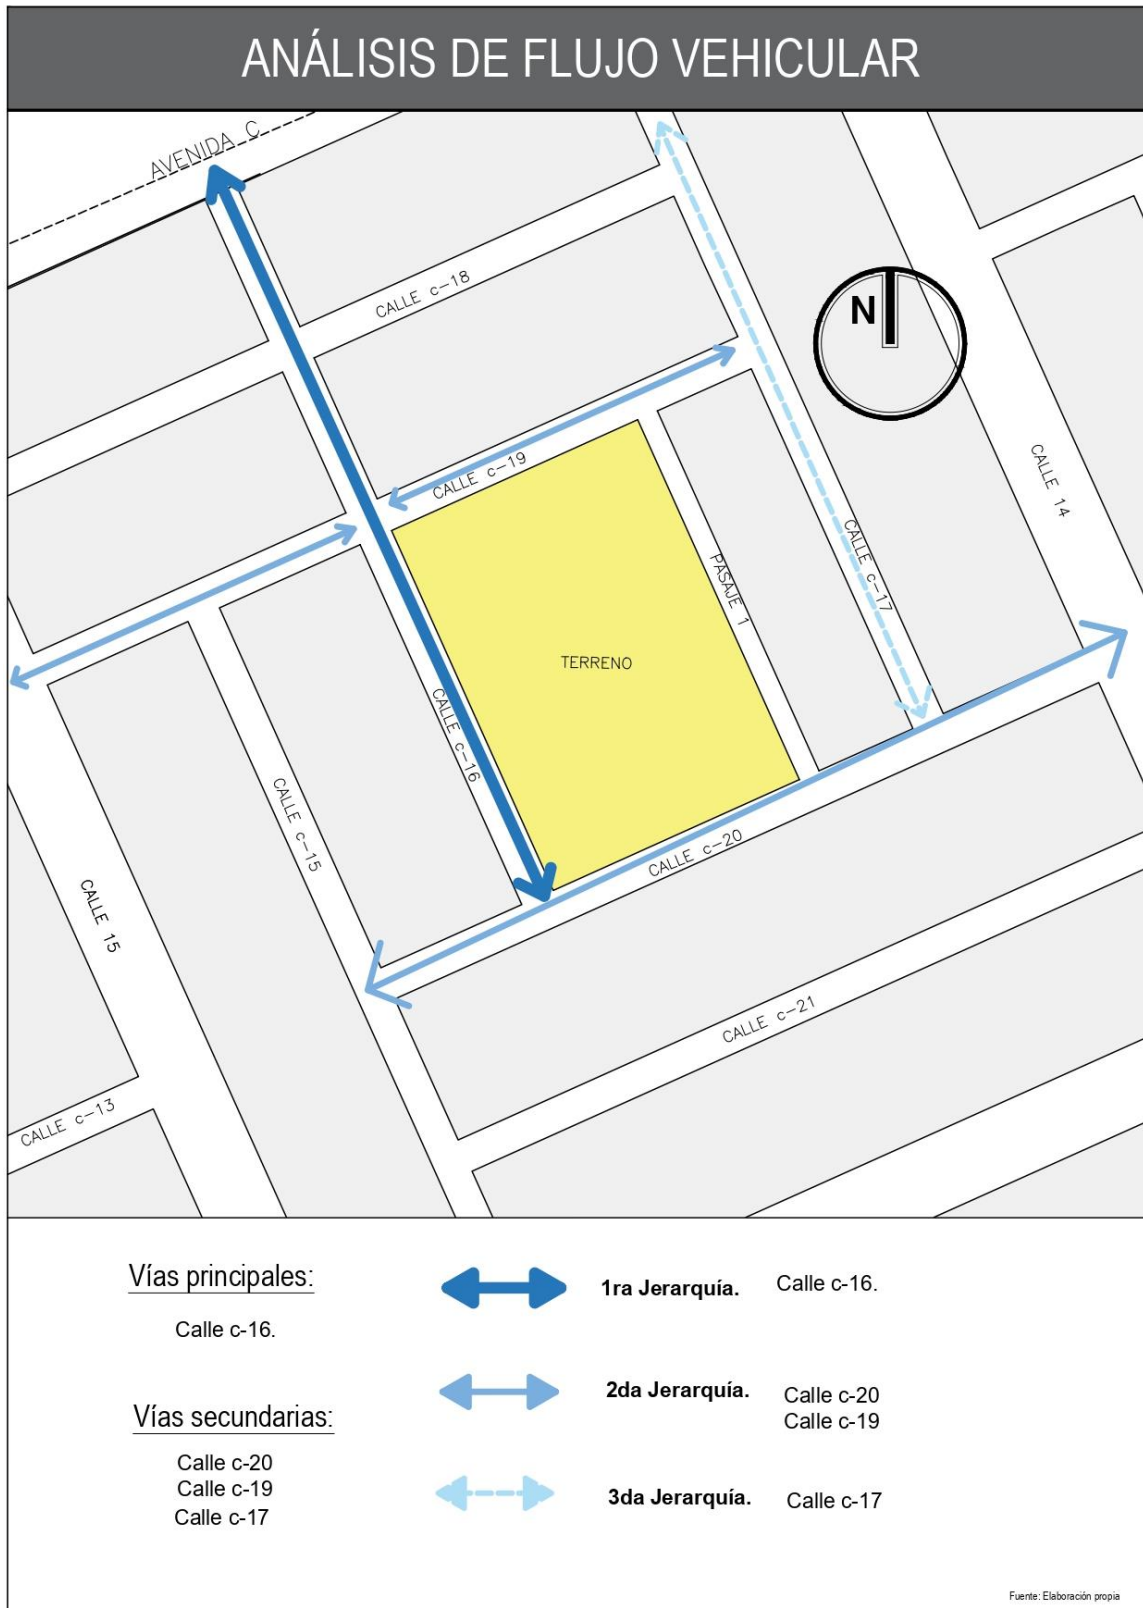 ANÁLISIS DE FLUJO VEHICULAR
AVENIDA C
CALLE c-18
N
CALLE c-19
CALLE 14
CALLE c-17
PASAJE 1
TERRENO
CALLE c-16
CALLE c-15
CALLE c-20
CALLE 15
CALLE c-21
CALLE c-13
Vías principales:
Calle c-16.
Vías secundarias:
Calle c-20
Calle c-19
Calle c-17
1ra Jerarquía. Calle c-16.
2da Jerarquía. Calle c-20
Calle c-19
3da Jerarquía. Calle c-17
Fuente: Elaboración propia